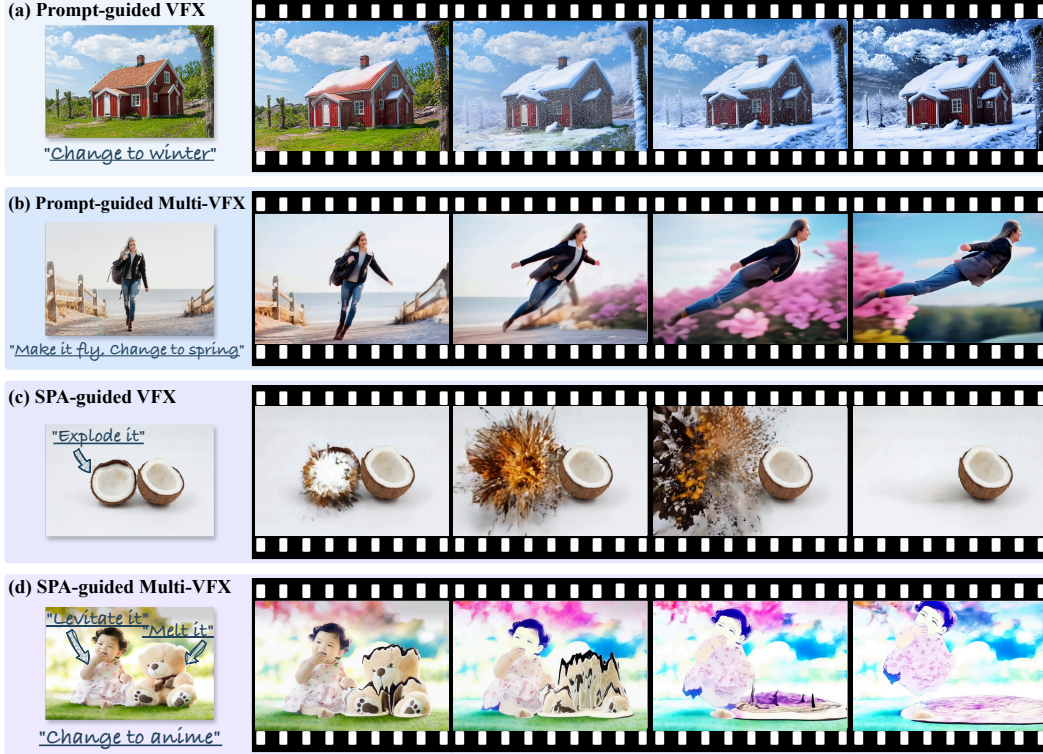 (a) Prompt-guided VFX
"Change to winter"
(b) Prompt-guided Multi-VFX
"Make it fly, Change to spring"
(c) SPA-guided VFX
"Explode it"
(d) SPA-guided Multi-VFX
"Levitate it"
"Melt it"
"Change to anime"